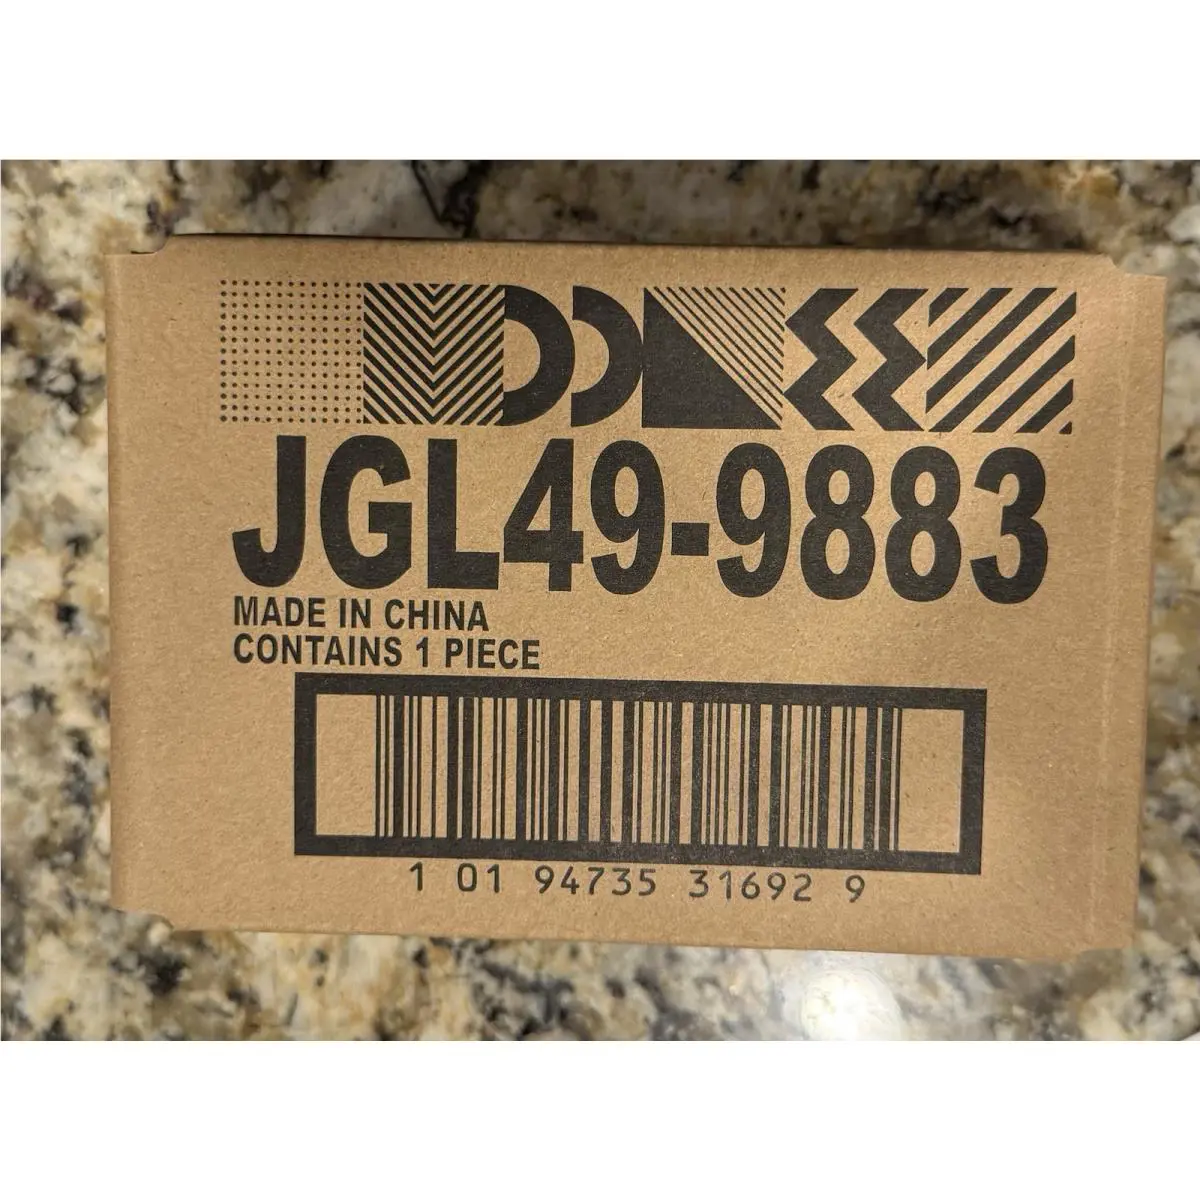 JGL49-9883
MADE IN CHINA
CONTAINS 1 PIECE
1 01 94735 31692 9